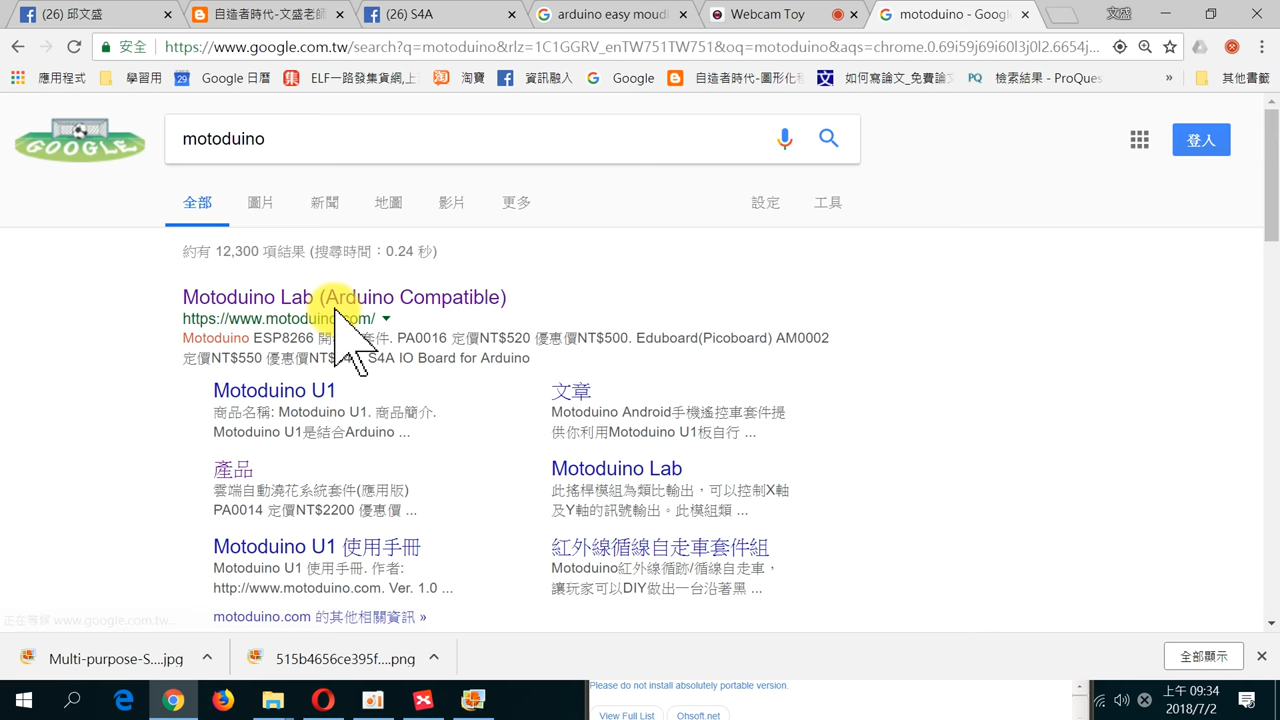 (26) 邱文盛
自造者時代-文盛老師
(26) S4A
arduino easy moudl
Webcam Toy
motoduino - Google
文盛
安全
https://www.google.com.tw/search?q=motoduino&rlz=1C1GGRV_enTW751TW751&oq=motoduino&aqs=chrome.0.69i59j69i60l3j0l2.6654j...
應用程式
學習用
Google 日曆
ELF一路發集貨網,上
淘寶
資訊融入
Google
自造者時代-圖形化程
如何寫論文_免費論文
檢索結果 - ProQues
»
其他書籤
GOOGLE
motoduino
登入
全部
圖片
新聞
地圖
影片
更多
設定
工具
約有 12,300 項結果 (搜尋時間:0.24 秒)
Motoduino Lab (Arduino Compatible)
https://www.motoduino.com/
Motoduino ESP8266 開 套件. PA0016 定價NT$520 優惠價NT$500. Eduboard(Picoboard) AM0002
定價NT$550 優惠價NT$ S4A IO Board for Arduino
Motoduino U1
商品名稱: Motoduino U1. 商品簡介.
Motoduino U1是結合Arduino ...
文章
Motoduino Android手機遙控車套件提
供你利用Motoduino U1板自行 ...
產品
雲端自動澆花系統套件(應用版)
PA0014 定價NT$2200 優惠價 ...
Motoduino Lab
此搖桿模組為類比輸出,可以控制X軸
及Y軸的訊號輸出。此模組類 ...
Motoduino U1 使用手冊
Motoduino U1 使用手冊. 作者:
http://www.motoduino.com. Ver. 1.0 ...
紅外線循線自走車套件組
Motoduino紅外線循跡/循線自走車,
讓玩家可以DIY做出一台沿著黑 ...
motoduino.com 的其他相關資訊 »
正在等候 www.google.com.tw...
Multi-purpose-S....jpg
515b4656ce395f....png
全部顯示
Please do not install absolutely portable version.
View Full List
Ohsoft.net
上午 09:34
2018/7/2